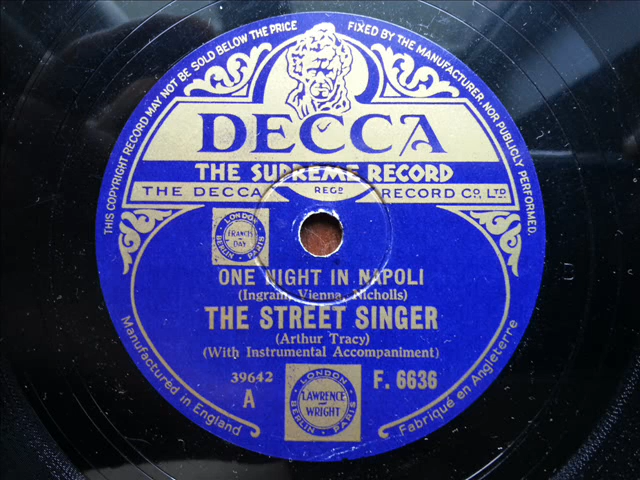 THIS COPYRIGHT RECORD MAY NOT BE SOLD BELOW THE PRICE FIXED BY THE MANUFACTURER, NOR PUBLICLY PERFORMED.
DECCA
THE SUPREME RECORD
THE DECCA REGD RECORD CO. LTD
LONDON
FRANCIS DAY
BERLIN PARIS
ONE NIGHT IN NAPOLI
(Ingram, Vienna, Nicholls)
THE STREET SINGER
(Arthur Tracy)
(With Instrumental Accompaniment)
39642
A
F. 6636
LONDON
LAWRENCE
WRIGHT
BERLIN PARIS
Manufactured in England
Fabriqué en Angleterre